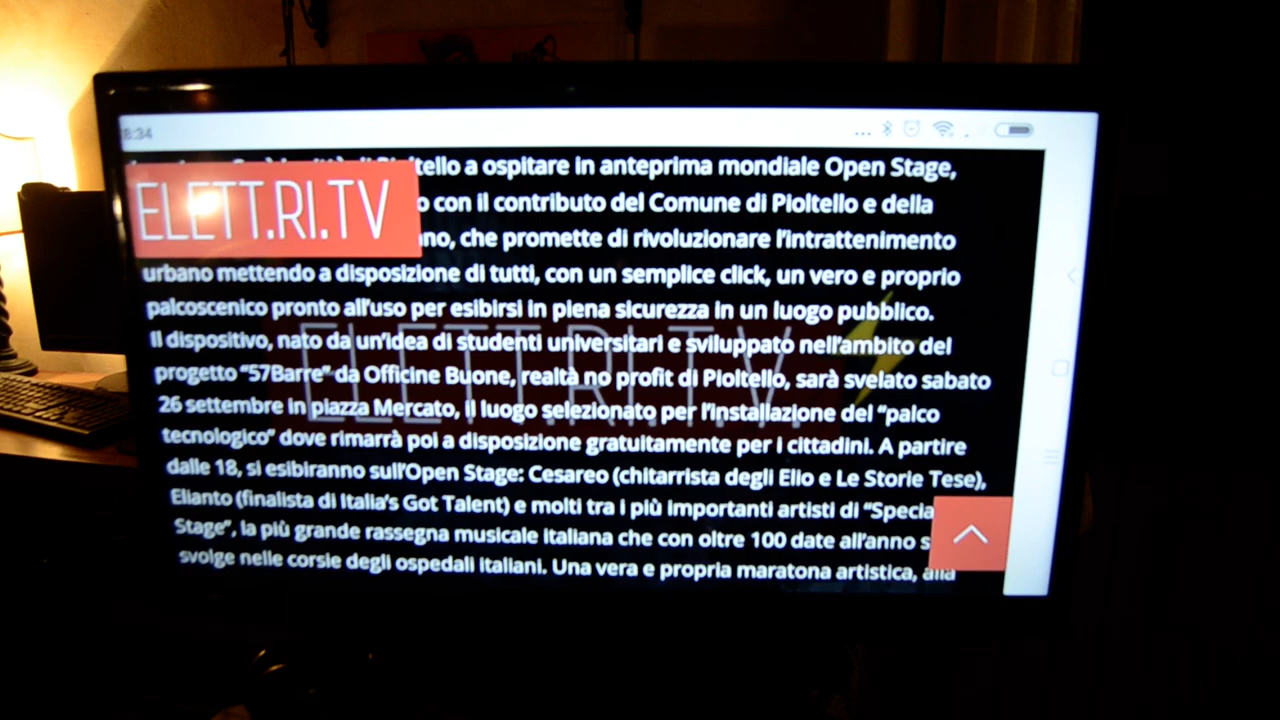 8:34
tello a ospitare in anteprima mondiale Open Stage,
ELETT.RI.TV
o con il contributo del Comune di Pioltello e della
no, che promette di rivoluzionare l'intrattenimento
urbano mettendo a disposizione di tutti, con un semplice click, un vero e proprio
palcoscenico pronto all'uso per esibirsi in piena sicurezza in un luogo pubblico.
Il dispositivo, nato da un'idea di studenti universitari e sviluppato nell'ambito del
ELETT.RI.TV.
progetto "57Barre" da Officine Buone, realtà no profit di Pioltello, sarà svelato sabato
26 settembre in piazza Mercato, il luogo selezionato per l'installazione del "palco
tecnologico" dove rimarrà poi a disposizione gratuitamente per i cittadini. A partire
dalle 18, si esibiranno sull'Open Stage: Cesareo (chitarrista degli Elio e Le Storie Tese),
Elianto (finalista di Italia's Got Talent) e molti tra i più importanti artisti di "Specia
Stage", la più grande rassegna musicale italiana che con oltre 100 date all'anno s
svolge nelle corsie degli ospedali italiani. Una vera e propria maratona artistica, alla